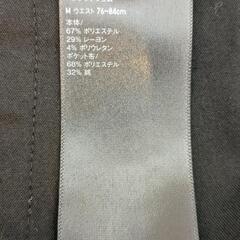 M ウエスト 76-84cm
本体/
67% ポリエステル
29% レーヨン
4% ポリウレタン
ポケット布/
68% ポリエステル
32% 綿